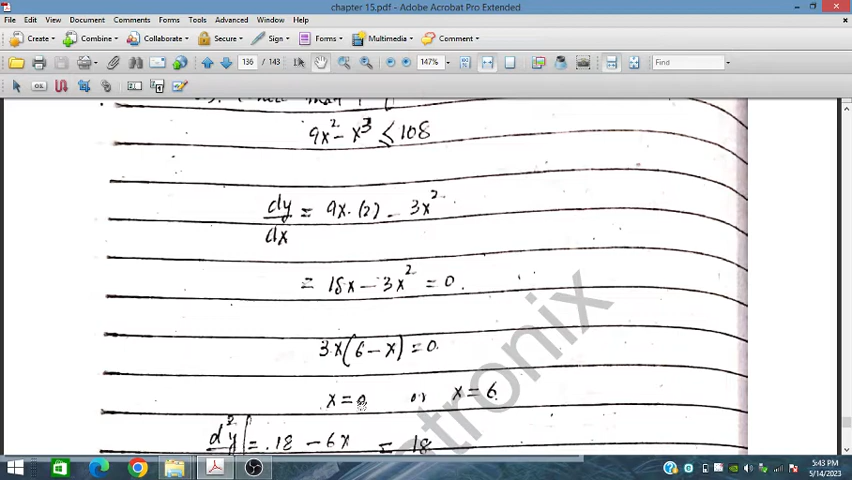 chapter 15.pdf - Adobe Acrobat Pro Extended
File Edit View Document Comments Forms Tools Advanced Window Help
Create Combine Collaborate Secure Sign Forms Multimedia Comment
136 / 143 147% Find
9x² - x³ ≤ 108
dy/dx = 9x·(2) - 3x²
= 18x - 3x² = 0.
3x(6 - x) = 0.
x = 0 or x = 6.
d²y = 18 - 6x = 18
etronix
5:43 PM
5/14/2023